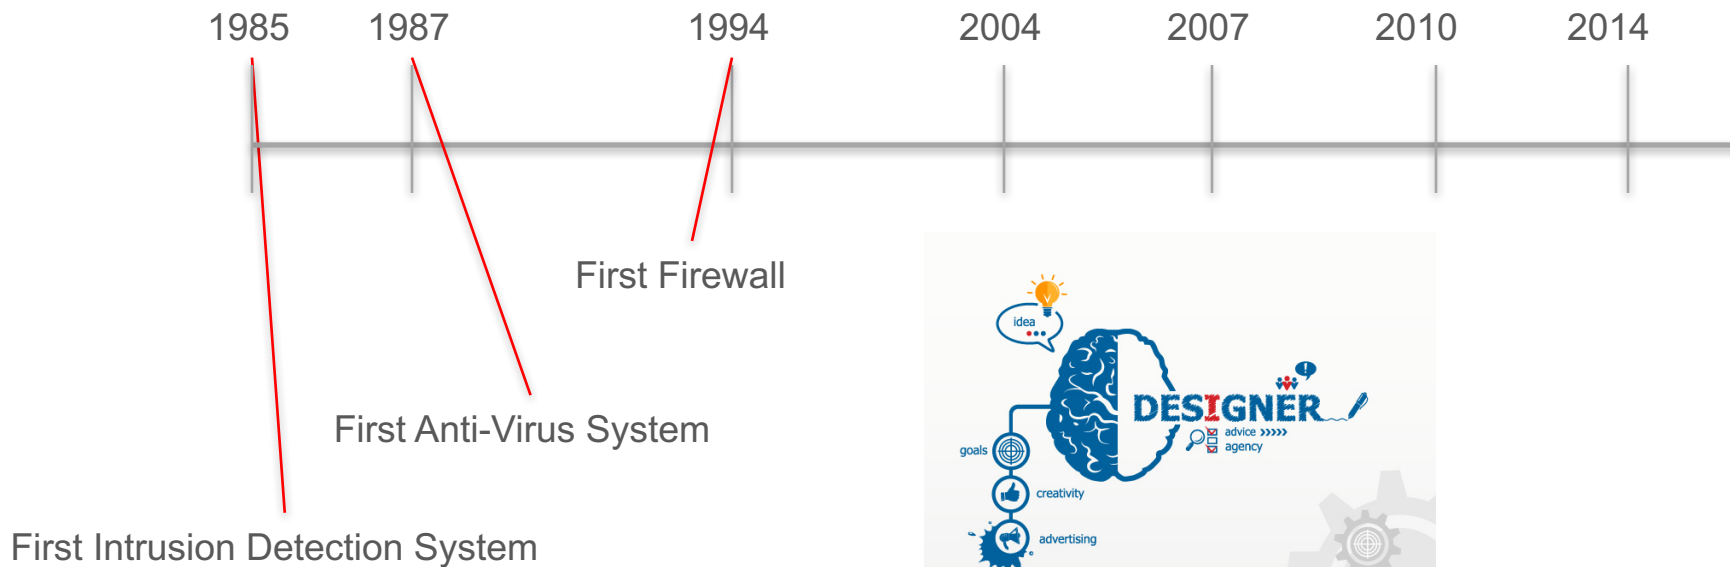 1985 1987 1994 2004 2007 2010 2014
First Firewall
idea
DESIGNER
advice >>>>>
agency
First Anti-Virus System
goals
creativity
advertising
First Intrusion Detection System